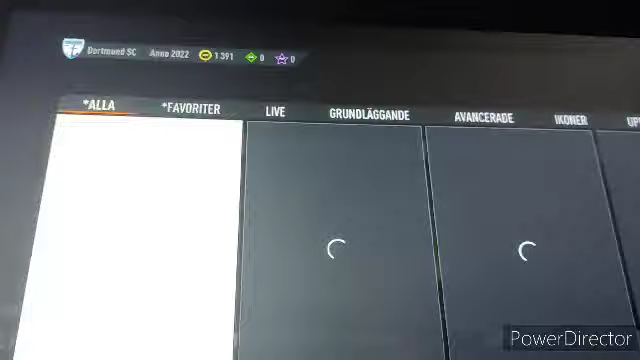 Dortmund SC Anno 2022 1 391 0 0
*ALLA *FAVORITER LIVE GRUNDLÄGGANDE AVANCERADE IKONER
PowerDirector